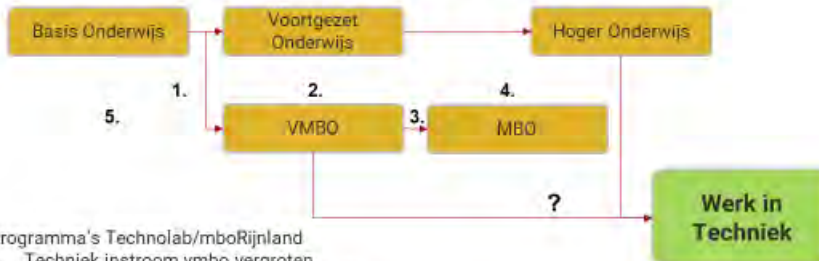 Basis Onderwijs
Voortgezet
Onderwijs
Hoger Onderwijs
1.
2.
4.
5.
3.
VMBO
MBO
?
Werk in
Techniek
rogramma's Technolab/mboRijnland
Techniek instroom vmbo vergroten